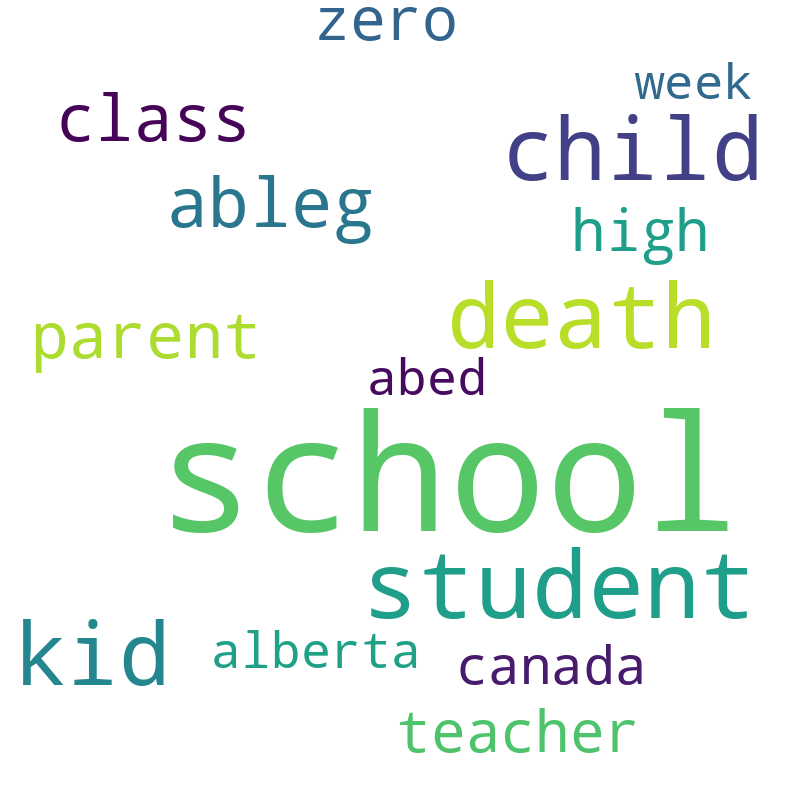 zero
week
class
child
ableg
high
death
parent
abed
school
student
kid
alberta
canada
teacher